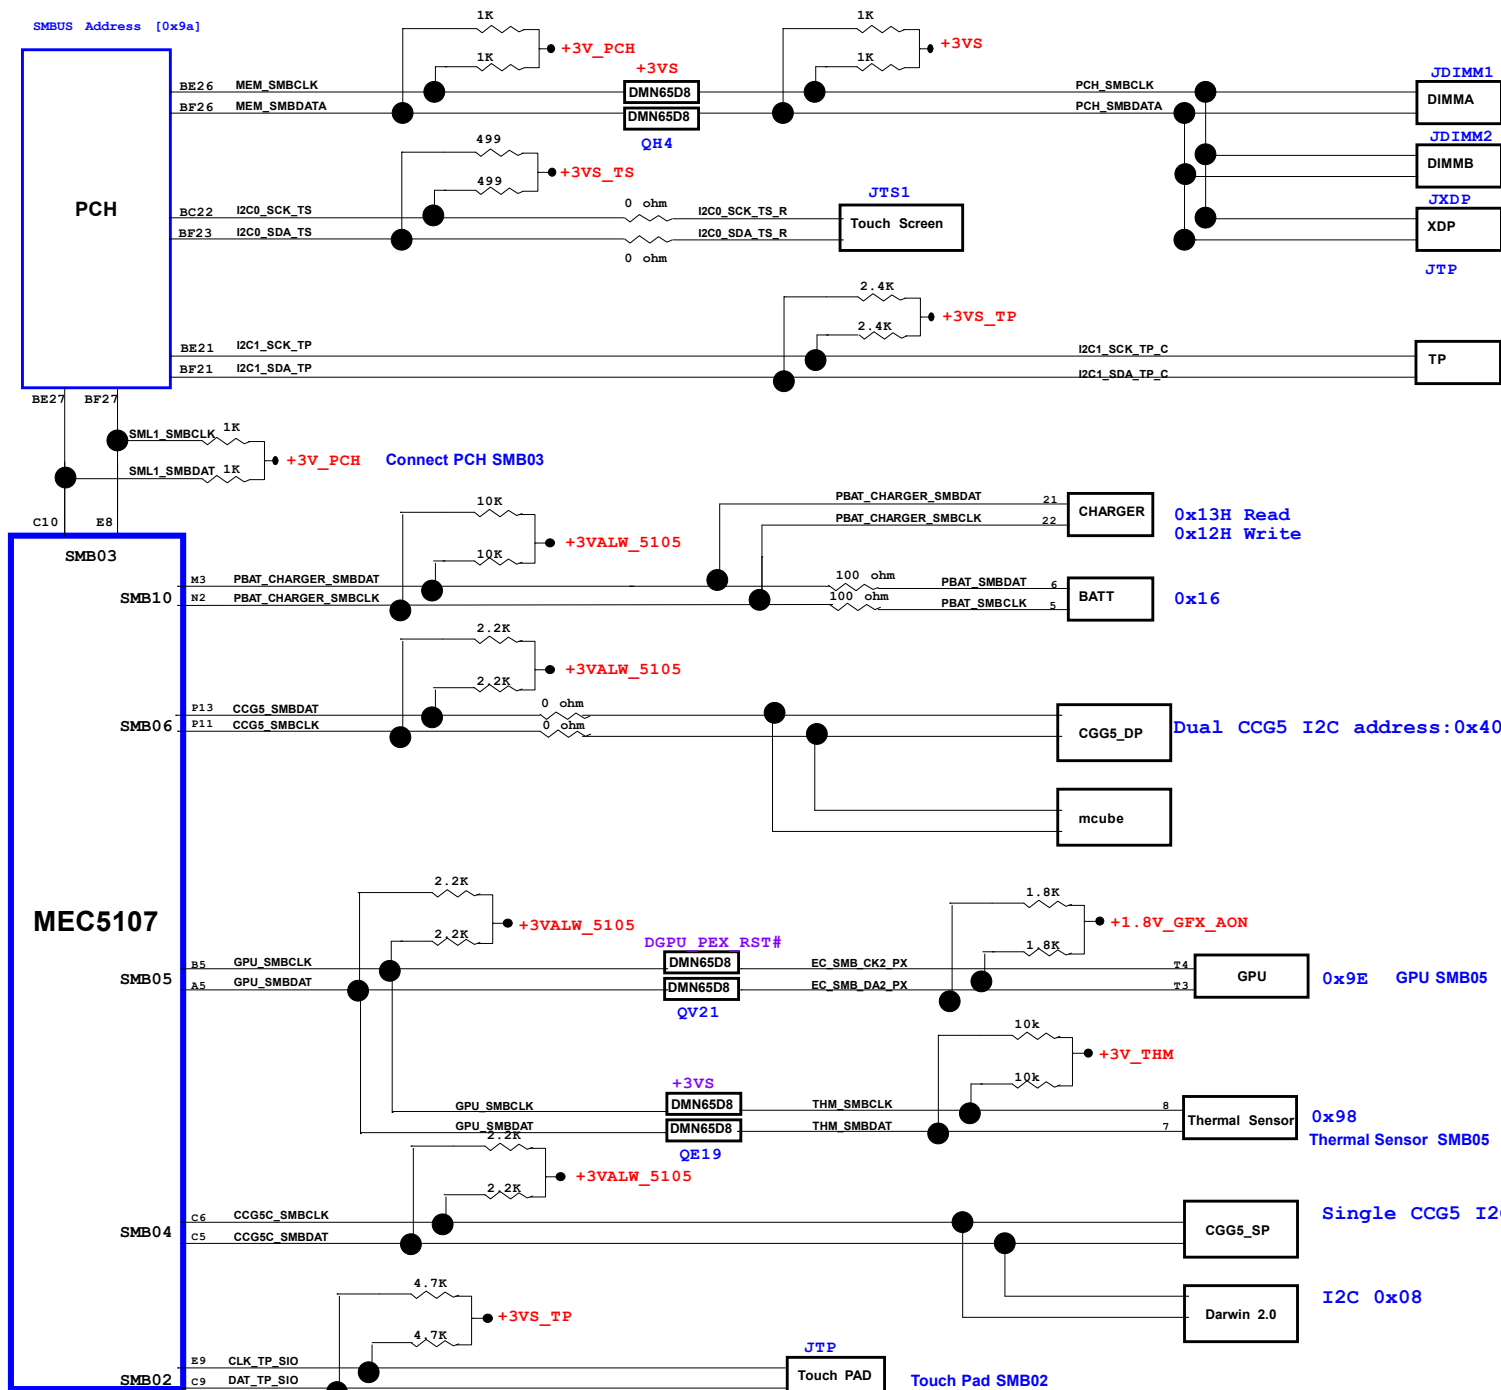 SMBUS Address [0x9a]
1K
1K
+3V_PCH
1K
1K
+3VS
+3VS
BE26 MEM_SMBCLK
DMN65D8
PCH_SMBCLK
JDIMM1
DIMMA
BF26 MEM_SMBDATA
DMN65D8
PCH_SMBDATA
QH4
JDIMM2
DIMMB
499
499
+3VS_TS
PCH
JTS1
JXDP
XDP
BC22 I2C0_SCK_TS
0 ohm
I2C0_SCK_TS_R
Touch Screen
BF23 I2C0_SDA_TS
0 ohm
I2C0_SDA_TS_R
JTP
2.4K
2.4K
+3VS_TP
BE21 I2C1_SCK_TP
I2C1_SCK_TP_C
TP
BF21 I2C1_SDA_TP
I2C1_SDA_TP_C
BE27 BF27
SML1_SMBCLK 1K
SML1_SMBDAT 1K
+3V_PCH
Connect PCH SMB03
C10 E8
SMB03
10K
10K
+3VALW_5105
PBAT_CHARGER_SMBDAT 21
PBAT_CHARGER_SMBCLK 22
CHARGER
0x13H Read
0x12H Write
SMB10
M3 PBAT_CHARGER_SMBDAT
N2 PBAT_CHARGER_SMBCLK
100 ohm
100 ohm
PBAT_SMBDAT 6
PBAT_SMBCLK 5
BATT
0x16
2.2K
2.2K
+3VALW_5105
SMB06
P13 CCG5_SMBDAT
P11 CCG5_SMBCLK
0 ohm
0 ohm
CGG5_DP
Dual CCG5 I2C address:0x40
mcube
MEC5107
2.2K
2.2K
+3VALW_5105
1.8K
1.8K
+1.8V_GFX_AON
DGPU_PEX_RST#
SMB05
B5 GPU_SMBCLK
DMN65D8
EC_SMB_CK2_PX
T4
A5 GPU_SMBDAT
DMN65D8
EC_SMB_DA2_PX
T3
GPU
0x9E
GPU SMB05
QV21
10k
10k
+3V_THM
+3VS
GPU_SMBCLK
DMN65D8
THM_SMBCLK
8
GPU_SMBDAT
DMN65D8
THM_SMBDAT
7
Thermal Sensor
0x98
Thermal Sensor SMB05
QE19
2.2K
2.2K
+3VALW_5105
SMB04
C6 CCG5C_SMBCLK
C5 CCG5C_SMBDAT
CGG5_SP
Single CCG5 I2
Darwin 2.0
I2C 0x08
4.7K
4.7K
+3VS_TP
SMB02
E9 CLK_TP_SIO
C9 DAT_TP_SIO
JTP
Touch PAD
Touch Pad SMB02